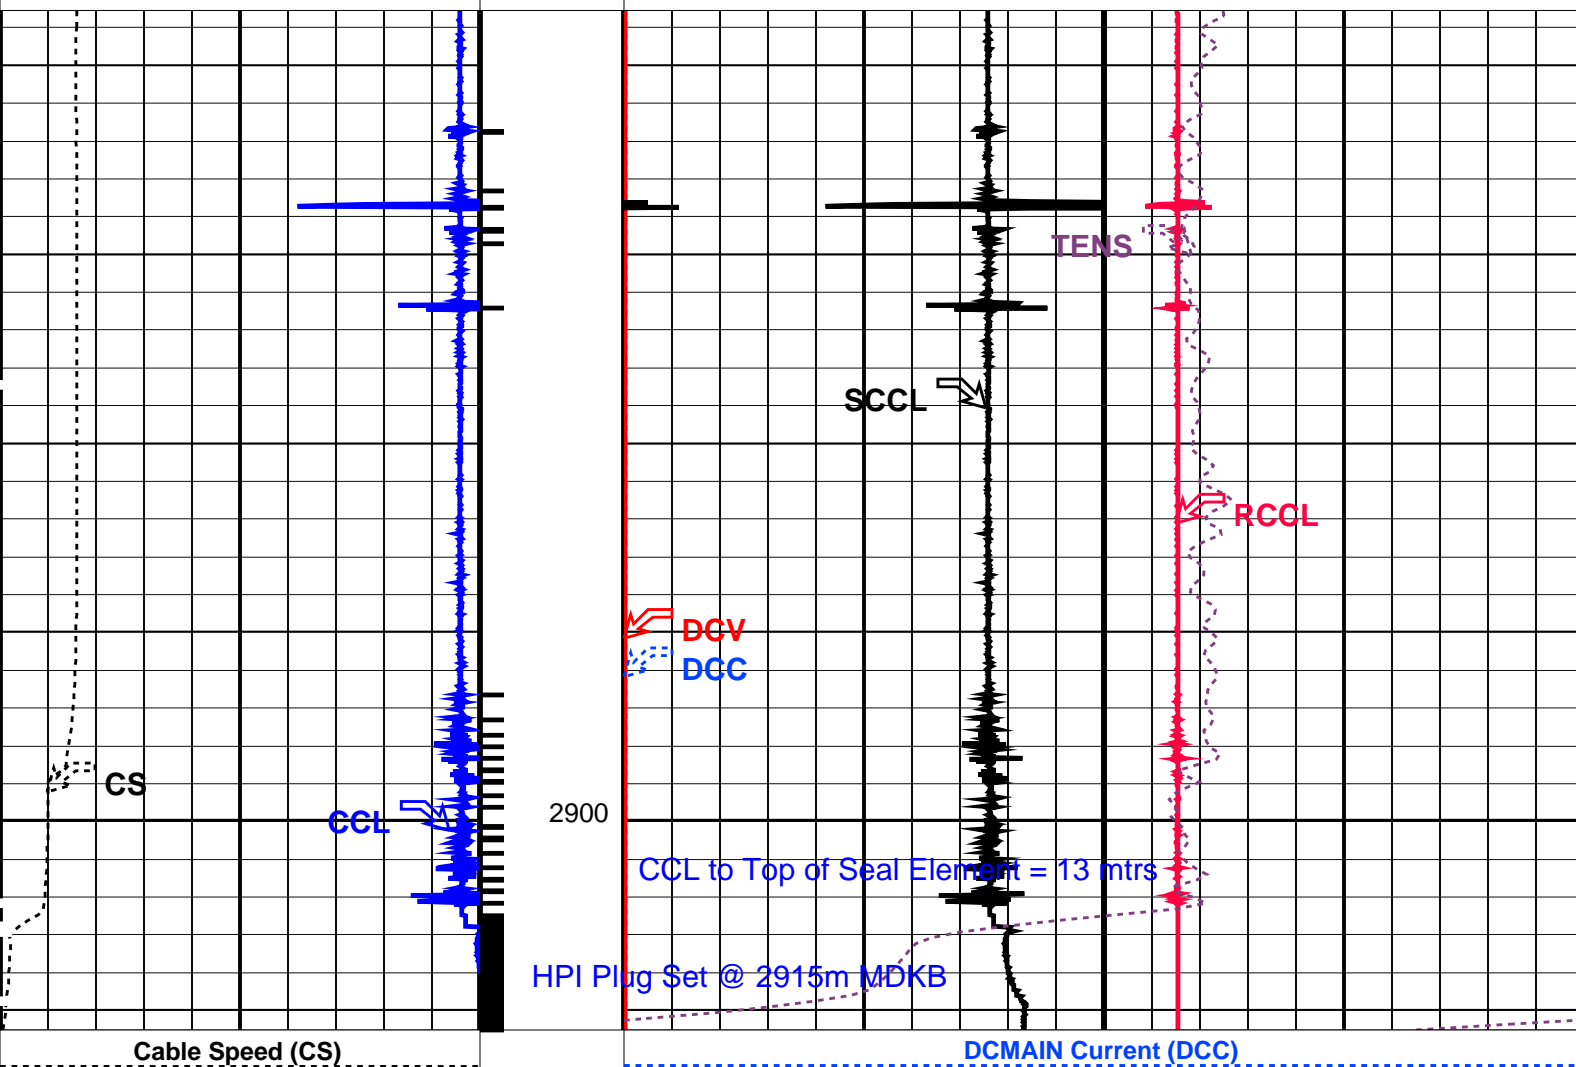 TENS
SCCL
RCCL
DCV
DCC
CS
CCL
2900
CCL to Top of Seal Element = 13 mtrs
HPI Plug Set @ 2915m MDKB
Cable Speed (CS)
DCMAIN Current (DCC)